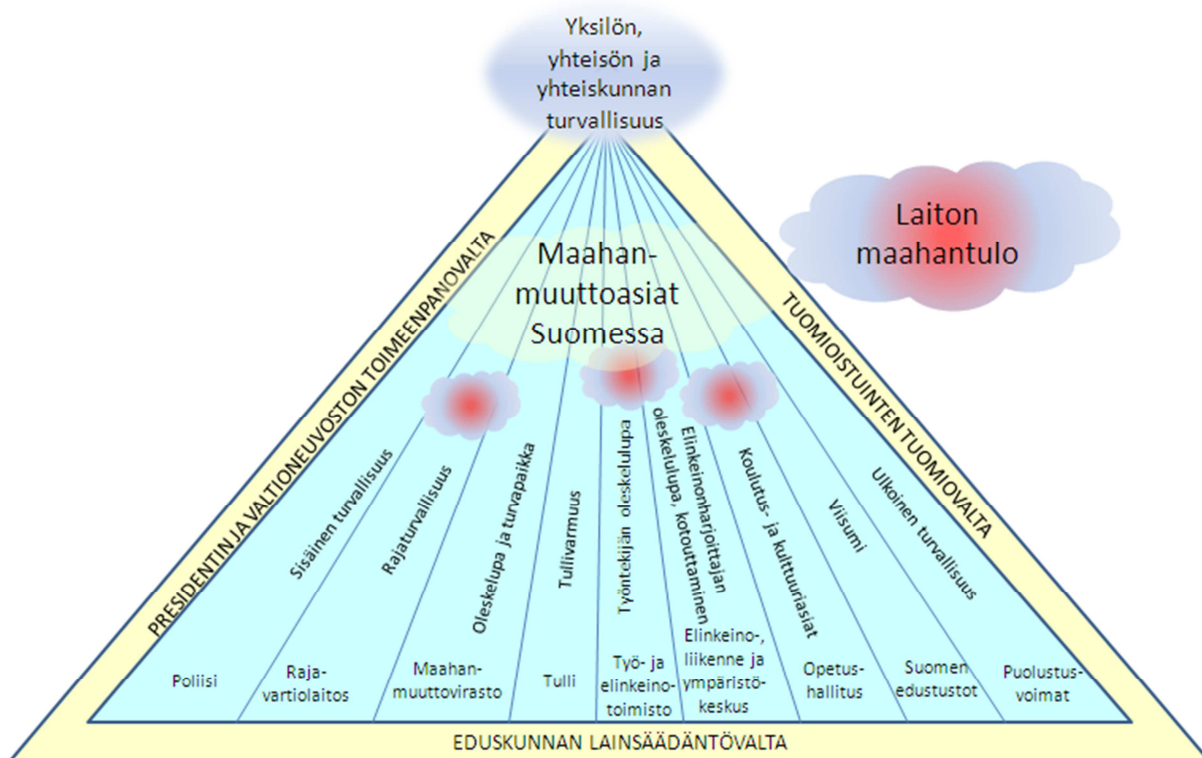 Yksilön,
yhteisön ja
yhteiskunnan
turvallisuus
Laiton
maahantulo
Maahan-
muuttoasiat
Suomessa
PRESIDENTIN JA VALTIONEUVOSTON TOIMEENPANOVALTA
TUOMIOISTUINTEN TUOMIOVALTA
Sisäinen turvallisuus
Rajaturvallisuus
Oleskelupa ja turvapaikka
Tullivarmuus
Työntekijän oleskelulupa
Elinkeinonharjoittajan
oleskelulupa, kotouttaminen
Koulutus- ja kulttuuriasiat
Viisumi
Ulkoinen turvallisuus
Poliisi
Raja-
vartiolaitos
Maahan-
muuttovirasto
Tulli
Työ- ja
elinkeino-
toimisto
Elinkeino-,
liikenne ja
ympäristö-
keskus
Opetus-
hallitus
Suomen
edustustot
Puolustus-
voimat
EDUSKUNNAN LAINSÄÄDÄNTÖVALTA